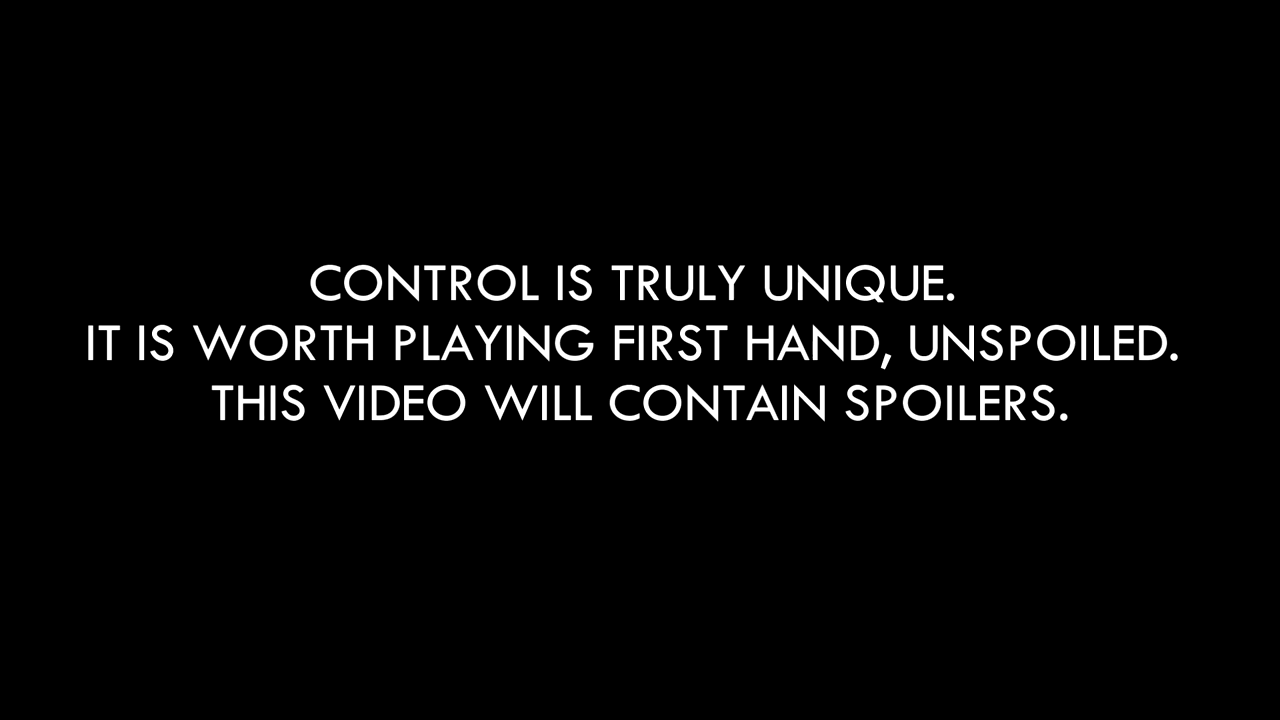 CONTROL IS TRULY UNIQUE.
IT IS WORTH PLAYING FIRST HAND, UNSPOILED.
THIS VIDEO WILL CONTAIN SPOILERS.